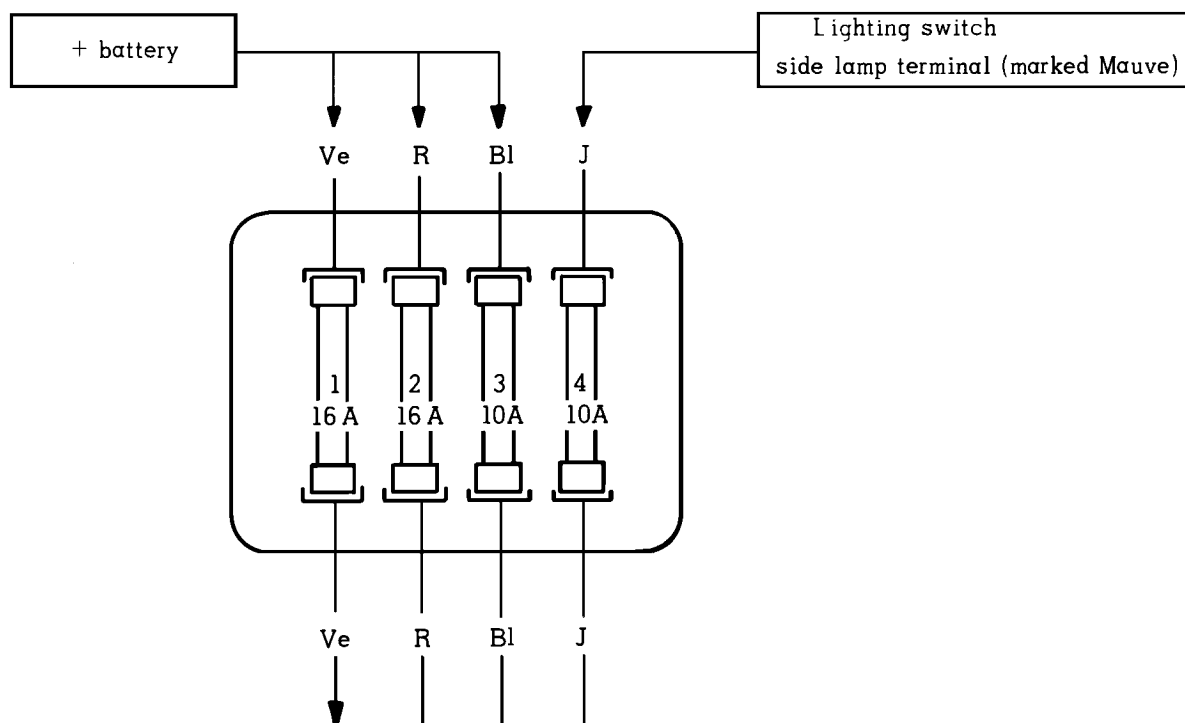 + battery
Lighting switch
side lamp terminal (marked Mauve)
Ve R Bl J
1 2 3 4
16 A 16 A 10A 10A
Ve R Bl J